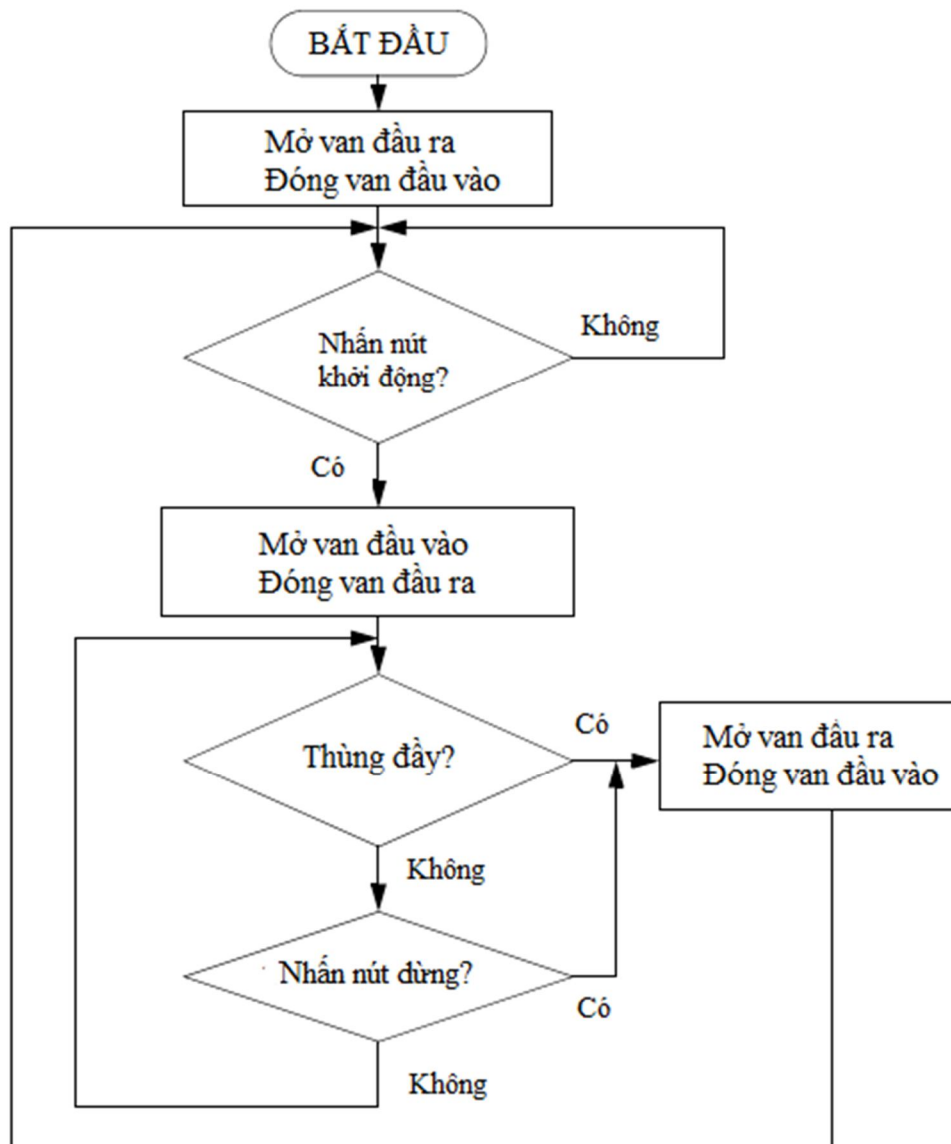 BẮT ĐẦU
Mở van đầu ra
Đóng van đầu vào
Nhấn nút
khởi động?
Không
Có
Mở van đầu vào
Đóng van đầu ra
Thùng đầy?
Có
Mở van đầu ra
Đóng van đầu vào
Không
Nhấn nút dừng?
Có
Không